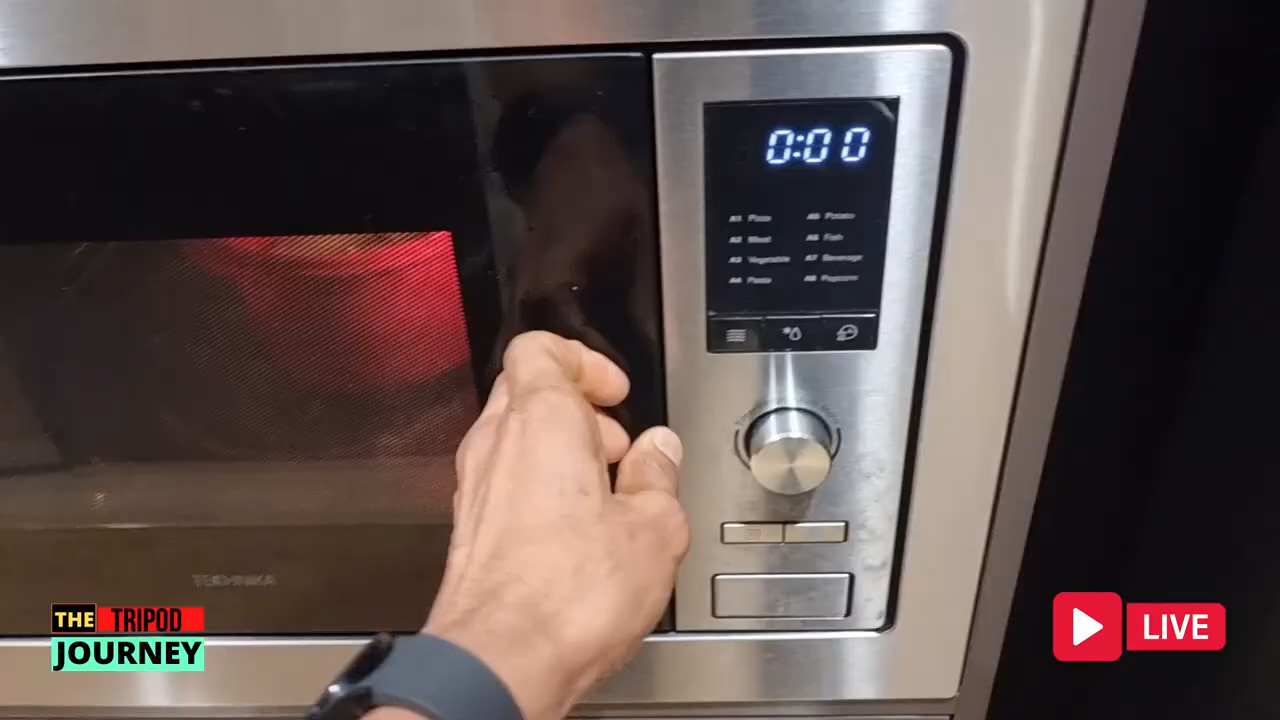 0:00
A1 Pizza A5 Potato
A2 Meat A6 Fish
A3 Vegetable A7 Beverage
A4 Pasta A8 Popcorn
TECHNIKA
THE TRIPOD
JOURNEY
LIVE